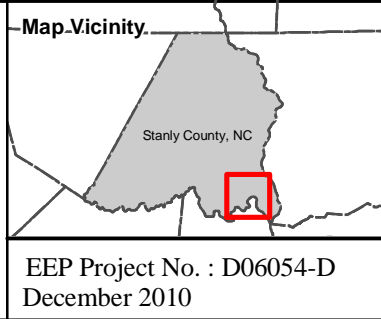 Map Vicinity
Stanly County, NC
EEP Project No. : D06054-D
December 2010